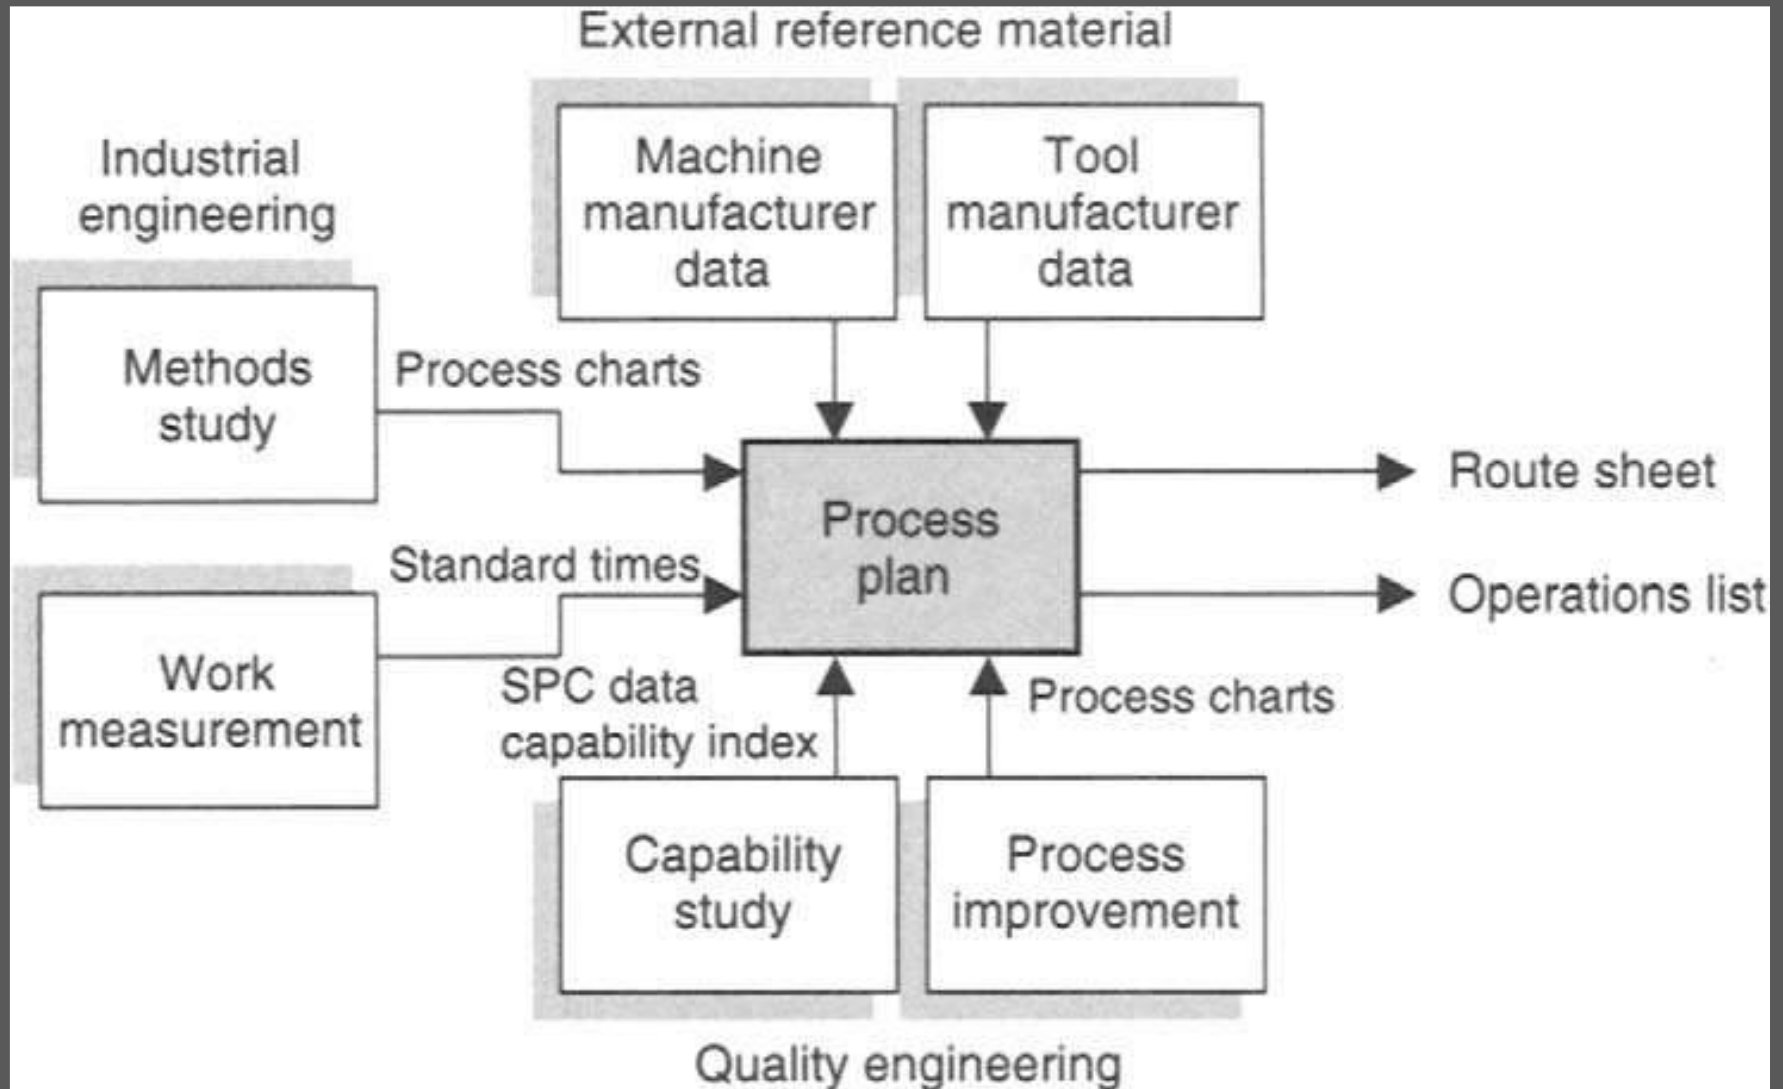 External reference material
Industrial
engineering
Machine
manufacturer
data
Tool
manufacturer
data
Methods
study
Process charts
Process
plan
Route sheet
Standard times
Operations list
Work
measurement
SPC data
capability index
Process charts
Capability
study
Process
improvement
Quality engineering